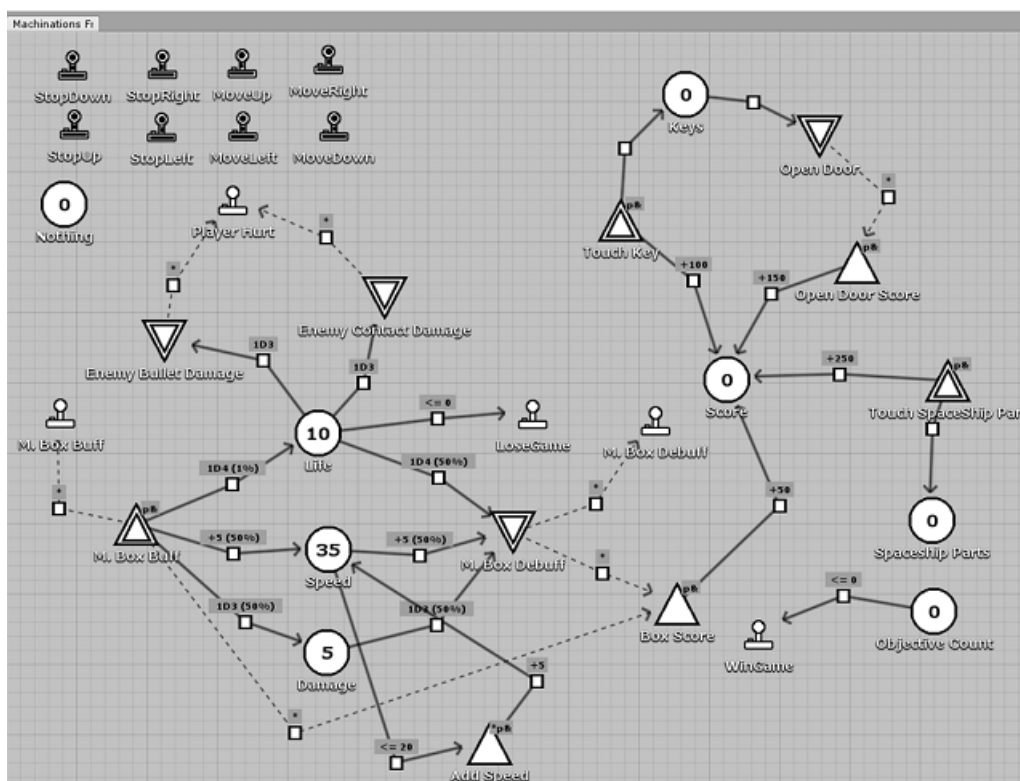 Machinations F
StopDown
StopRight
MoveUp
MoveRight
StopUp
StopLeft
MoveLeft
MoveDown
0
Nothing
Player Hurt
*
*
0
Keys
Open Door
*
p&
Touch Key
+100
p&
Open Door Score
+150
Enemy Bullet Damage
1D3
Enemy Contact Damage
1D3
0
Score
+250
p&
Touch SpaceShip Par
M. Box Buff
*
10
Life
<= 0
LoseGame
M. Box Debuff
1D4 (1%)
1D4 (50%)
*
+50
p&
M. Box Buff
+5 (50%)
35
Speed
+5 (50%)
M. Box Debuff
*
0
Spaceship Parts
1D3 (50%)
1D3 (50%)
p&
Box Score
<= 0
0
Objective Count
WinGame
5
Damage
+5
*
<= 20
*p&
Add Speed